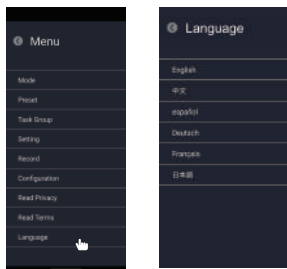 Menu
Mode
Preset
Task Group
Setting
Record
Configuration
Read Privacy
Read Terms
Language
Language
English
中文
español
Deutsch
Français
日本語